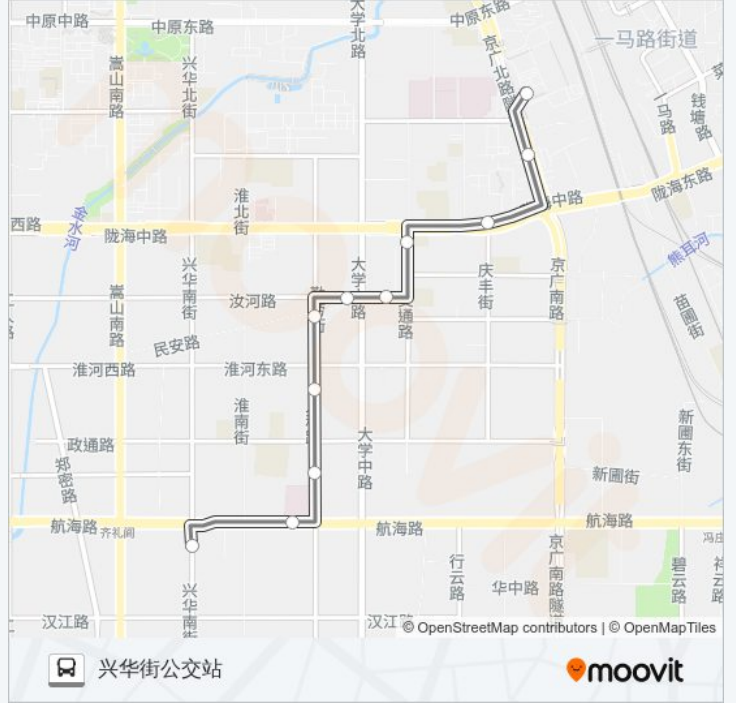 中原中路
中原东路
大学北路
中原东路
京广北路隧
一马路街道
嵩山南路
兴华北街
一马路
钱塘路
淮北街
陇海东路
中路
西路
金水河
陇海中路
熊耳河
大学
路
庆丰街
京广南路
兴华南街
嵩山南路
汝河路
通路
苗圃街
民安路
淮河西路
淮河东路
淮南街
大学中路
新圃东街
政通路
郑密路
新圃街
航海路
齐礼阎
航海路
航海路
京广南路隧道
行云路
华中路
碧云路
冯庄
祥云路
兴华南街
汉江路
汉江
© OpenStreetMap contributors | © OpenMapTiles
兴华街公交站
moovit